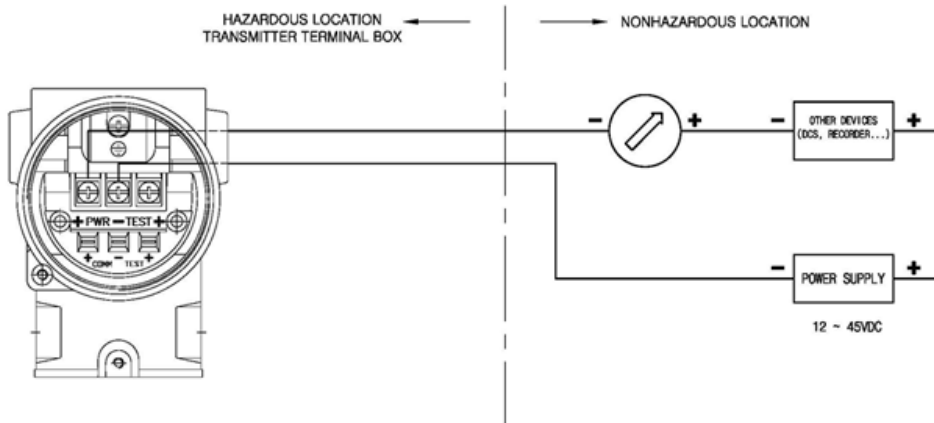 HAZARDOUS LOCATION
TRANSMITTER TERMINAL BOX
NONHAZARDOUS LOCATION
- + - OTHER DEVICES +
(DCS, RECORDER...)
+ PWR - TEST +
+ - +
COMM TEST
- POWER SUPPLY +
12 ~ 45VDC